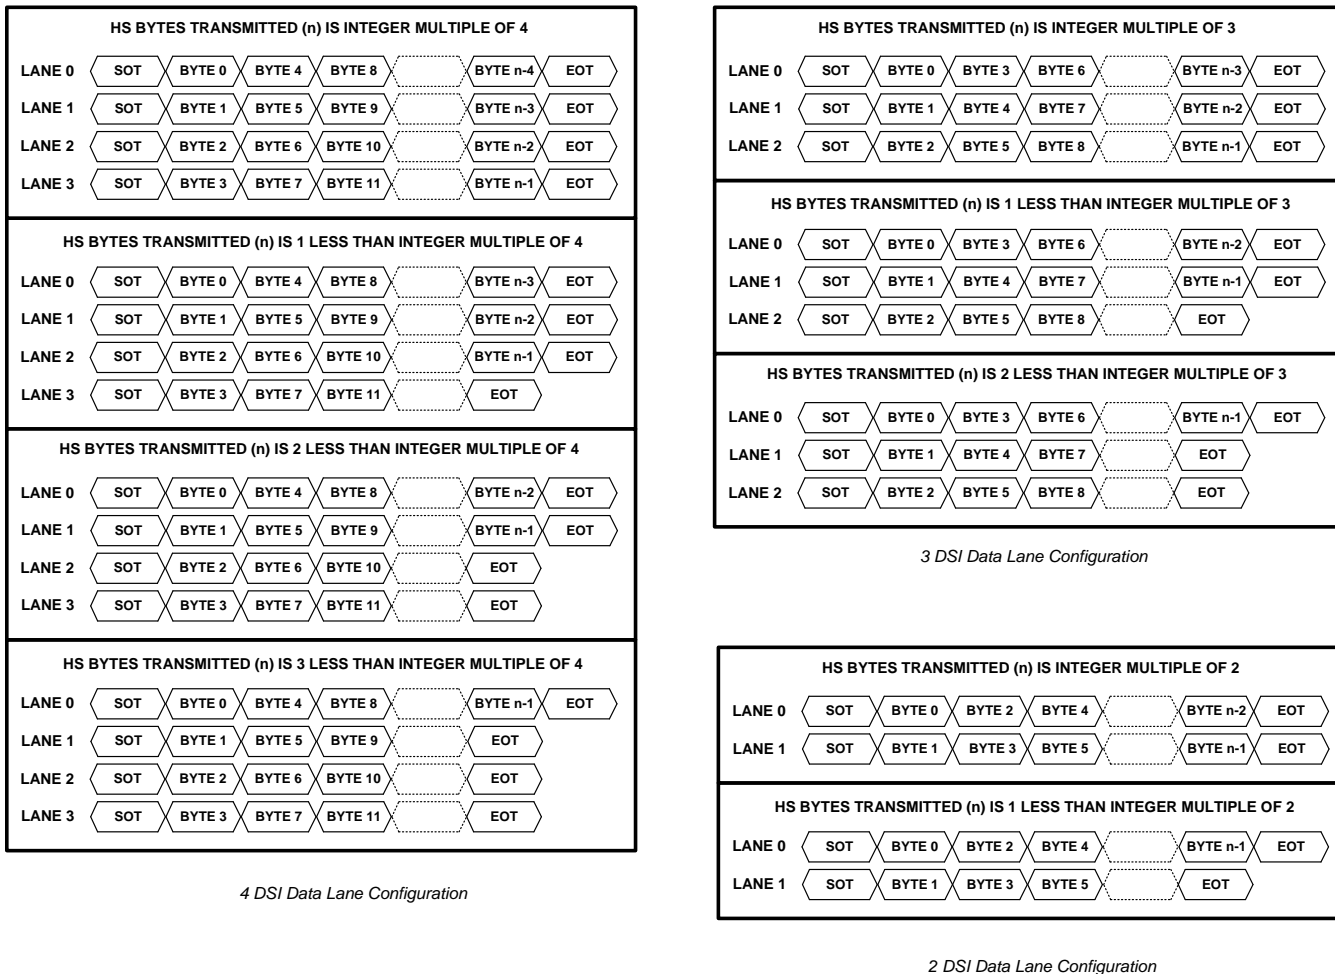 HS BYTES TRANSMITTED (n) IS INTEGER MULTIPLE OF 4
LANE 0 SOT BYTE 0 BYTE 4 BYTE 8 BYTE n-4 EOT
LANE 1 SOT BYTE 1 BYTE 5 BYTE 9 BYTE n-3 EOT
LANE 2 SOT BYTE 2 BYTE 6 BYTE 10 BYTE n-2 EOT
LANE 3 SOT BYTE 3 BYTE 7 BYTE 11 BYTE n-1 EOT
HS BYTES TRANSMITTED (n) IS 1 LESS THAN INTEGER MULTIPLE OF 4
LANE 0 SOT BYTE 0 BYTE 4 BYTE 8 BYTE n-3 EOT
LANE 1 SOT BYTE 1 BYTE 5 BYTE 9 BYTE n-2 EOT
LANE 2 SOT BYTE 2 BYTE 6 BYTE 10 BYTE n-1 EOT
LANE 3 SOT BYTE 3 BYTE 7 BYTE 11 EOT
HS BYTES TRANSMITTED (n) IS 2 LESS THAN INTEGER MULTIPLE OF 4
LANE 0 SOT BYTE 0 BYTE 4 BYTE 8 BYTE n-2 EOT
LANE 1 SOT BYTE 1 BYTE 5 BYTE 9 BYTE n-1 EOT
LANE 2 SOT BYTE 2 BYTE 6 BYTE 10 EOT
LANE 3 SOT BYTE 3 BYTE 7 BYTE 11 EOT
HS BYTES TRANSMITTED (n) IS 3 LESS THAN INTEGER MULTIPLE OF 4
LANE 0 SOT BYTE 0 BYTE 4 BYTE 8 BYTE n-1 EOT
LANE 1 SOT BYTE 1 BYTE 5 BYTE 9 EOT
LANE 2 SOT BYTE 2 BYTE 6 BYTE 10 EOT
LANE 3 SOT BYTE 3 BYTE 7 BYTE 11 EOT
4 DSI Data Lane Configuration
HS BYTES TRANSMITTED (n) IS INTEGER MULTIPLE OF 3
LANE 0 SOT BYTE 0 BYTE 3 BYTE 6 BYTE n-3 EOT
LANE 1 SOT BYTE 1 BYTE 4 BYTE 7 BYTE n-2 EOT
LANE 2 SOT BYTE 2 BYTE 5 BYTE 8 BYTE n-1 EOT
HS BYTES TRANSMITTED (n) IS 1 LESS THAN INTEGER MULTIPLE OF 3
LANE 0 SOT BYTE 0 BYTE 3 BYTE 6 BYTE n-2 EOT
LANE 1 SOT BYTE 1 BYTE 4 BYTE 7 BYTE n-1 EOT
LANE 2 SOT BYTE 2 BYTE 5 BYTE 8 EOT
HS BYTES TRANSMITTED (n) IS 2 LESS THAN INTEGER MULTIPLE OF 3
LANE 0 SOT BYTE 0 BYTE 3 BYTE 6 BYTE n-1 EOT
LANE 1 SOT BYTE 1 BYTE 4 BYTE 7 EOT
LANE 2 SOT BYTE 2 BYTE 5 BYTE 8 EOT
3 DSI Data Lane Configuration
HS BYTES TRANSMITTED (n) IS INTEGER MULTIPLE OF 2
LANE 0 SOT BYTE 0 BYTE 2 BYTE 4 BYTE n-2 EOT
LANE 1 SOT BYTE 1 BYTE 3 BYTE 5 BYTE n-1 EOT
HS BYTES TRANSMITTED (n) IS 1 LESS THAN INTEGER MULTIPLE OF 2
LANE 0 SOT BYTE 0 BYTE 2 BYTE 4 BYTE n-1 EOT
LANE 1 SOT BYTE 1 BYTE 3 BYTE 5 EOT
2 DSI Data Lane Configuration